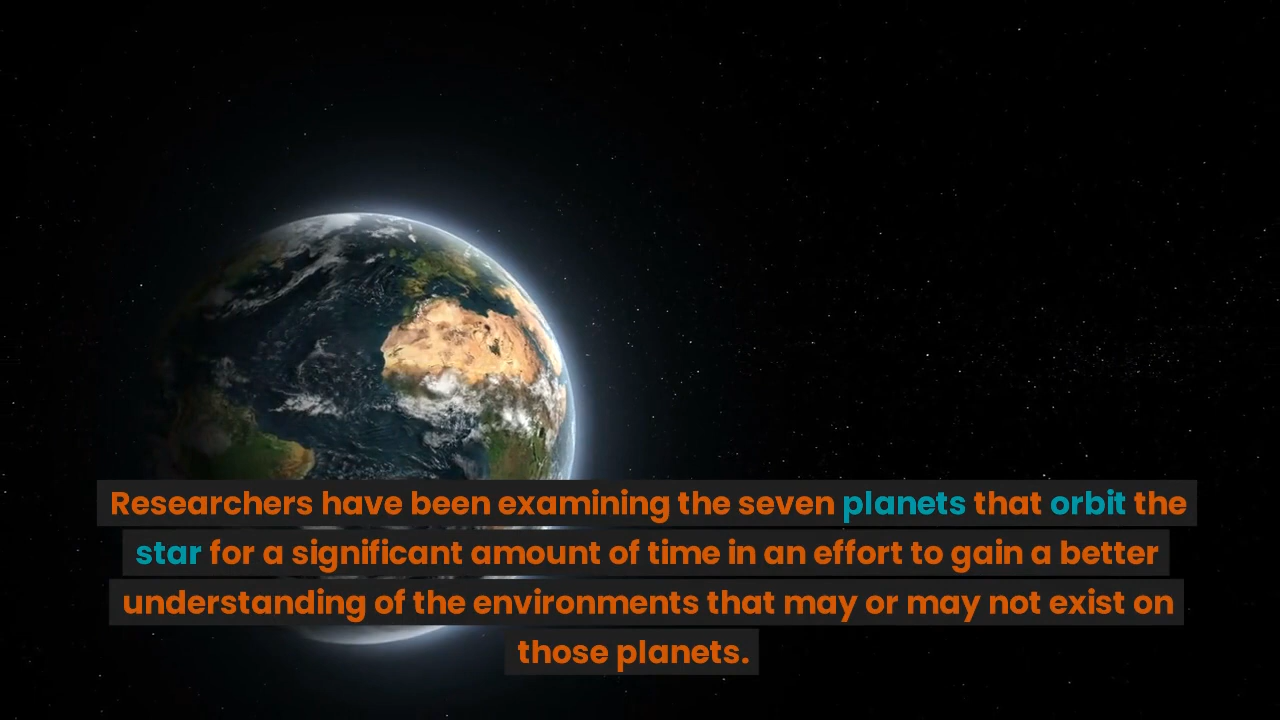 Researchers have been examining the seven planets that orbit the
star for a significant amount of time in an effort to gain a better
understanding of the environments that may or may not exist on
those planets.